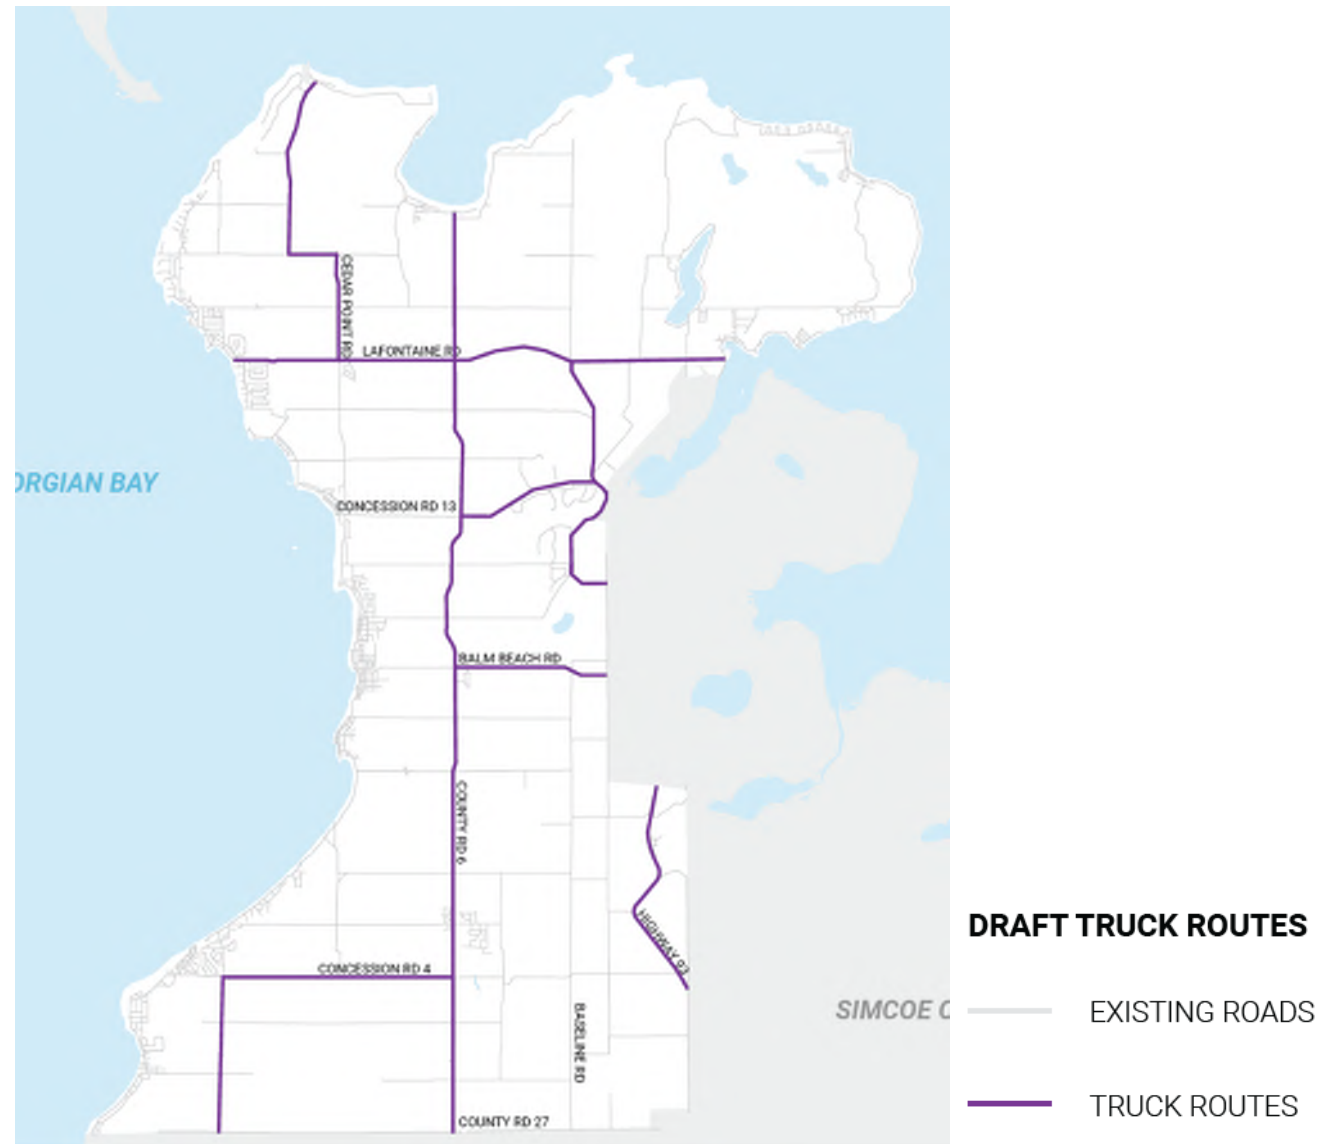 CEDAR POINT RD
LAFONTAINE RD
ORGIAN BAY
CONCESSION RD 13
BALM BEACH RD
COUNTY RD 6
HIGHWAY 93
DRAFT TRUCK ROUTES
CONCESSION RD 4
SIMCOE C
EXISTING ROADS
BASELINE RD
TRUCK ROUTES
COUNTY RD 27